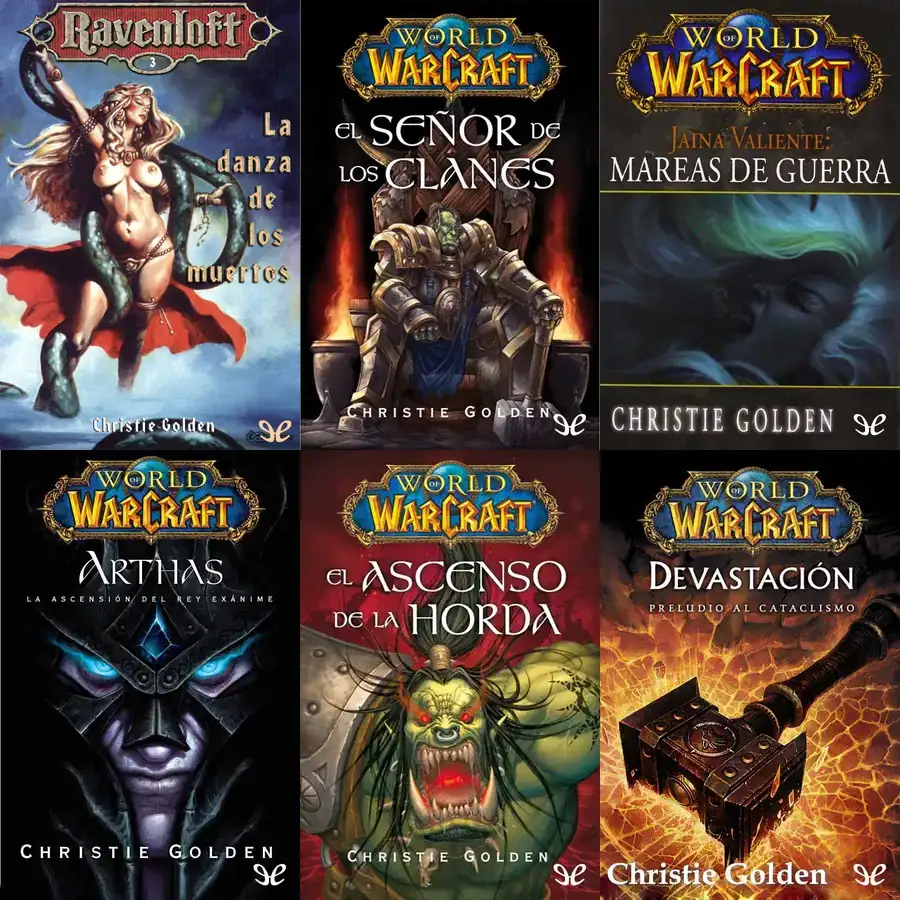 Ravenloft
3
La
danza
de
los
muertos
Christie Golden
WORLD
OF
WARCRAFT
EL SEÑOR DE
LOS CLANES
CHRISTIE GOLDEN
WORLD
OF
WARCRAFT
JAINA VALIENTE:
MAREAS DE GUERRA
CHRISTIE GOLDEN
WORLD
OF
WARCRAFT
ARTHAS
LA ASCENSIÓN DEL REY EXÁNIME
CHRISTIE GOLDEN
WORLD
OF
WARCRAFT
EL ASCENSO
DE LA HORDA
CHRISTIE GOLDEN
WORLD
OF
WARCRAFT
DEVASTACIÓN
PRELUDIO AL CATACLISMO
Christie Golden